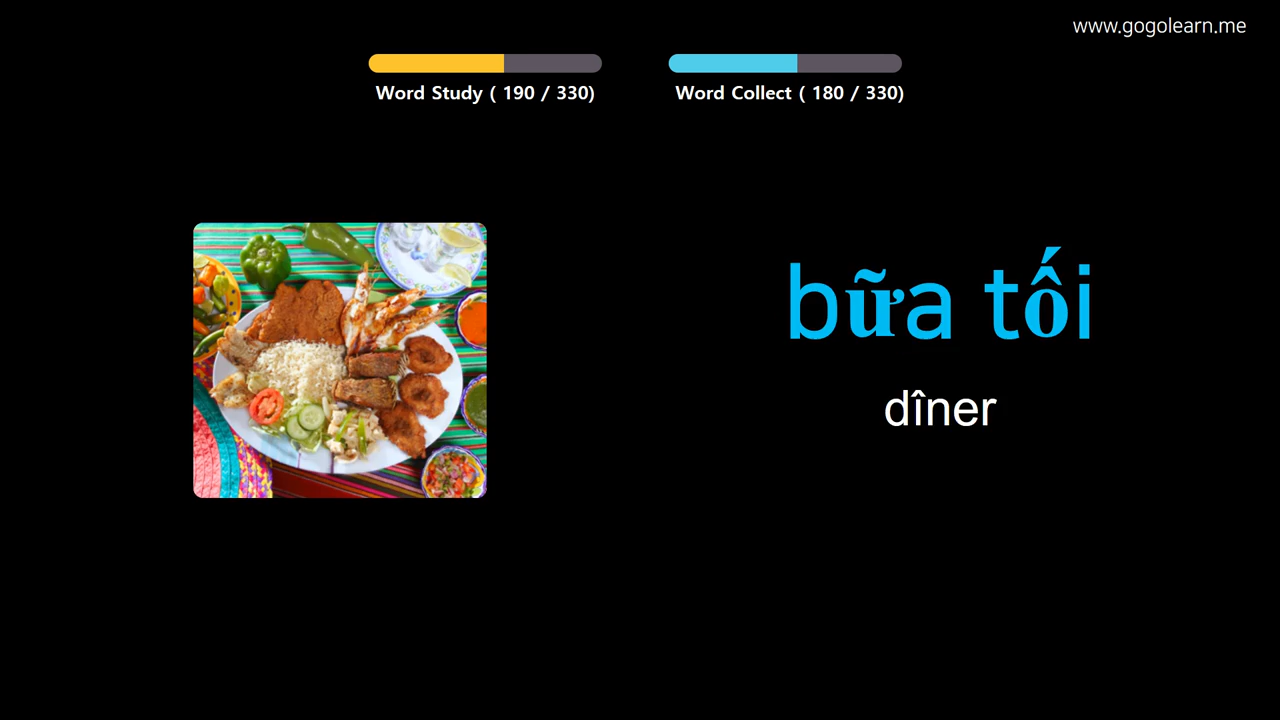 www.gogolearn.me
Word Study ( 190 / 330)
Word Collect ( 180 / 330)
bữa tối
dîner